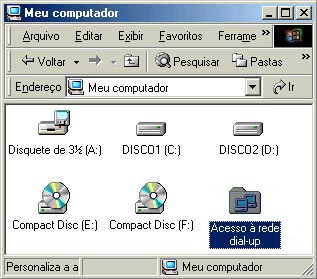 Meu computador
Arquivo Editar Exibir Favoritos Ferrame »
Voltar Pesquisar Pastas »
Endereço Meu computador Ir
Disquete de 3½ (A:) DISCO1 (C:) DISCO2 (D:)
Compact Disc (E:) Compact Disc (F:) Acesso à rede
dial-up
Personaliza a a Meu computador